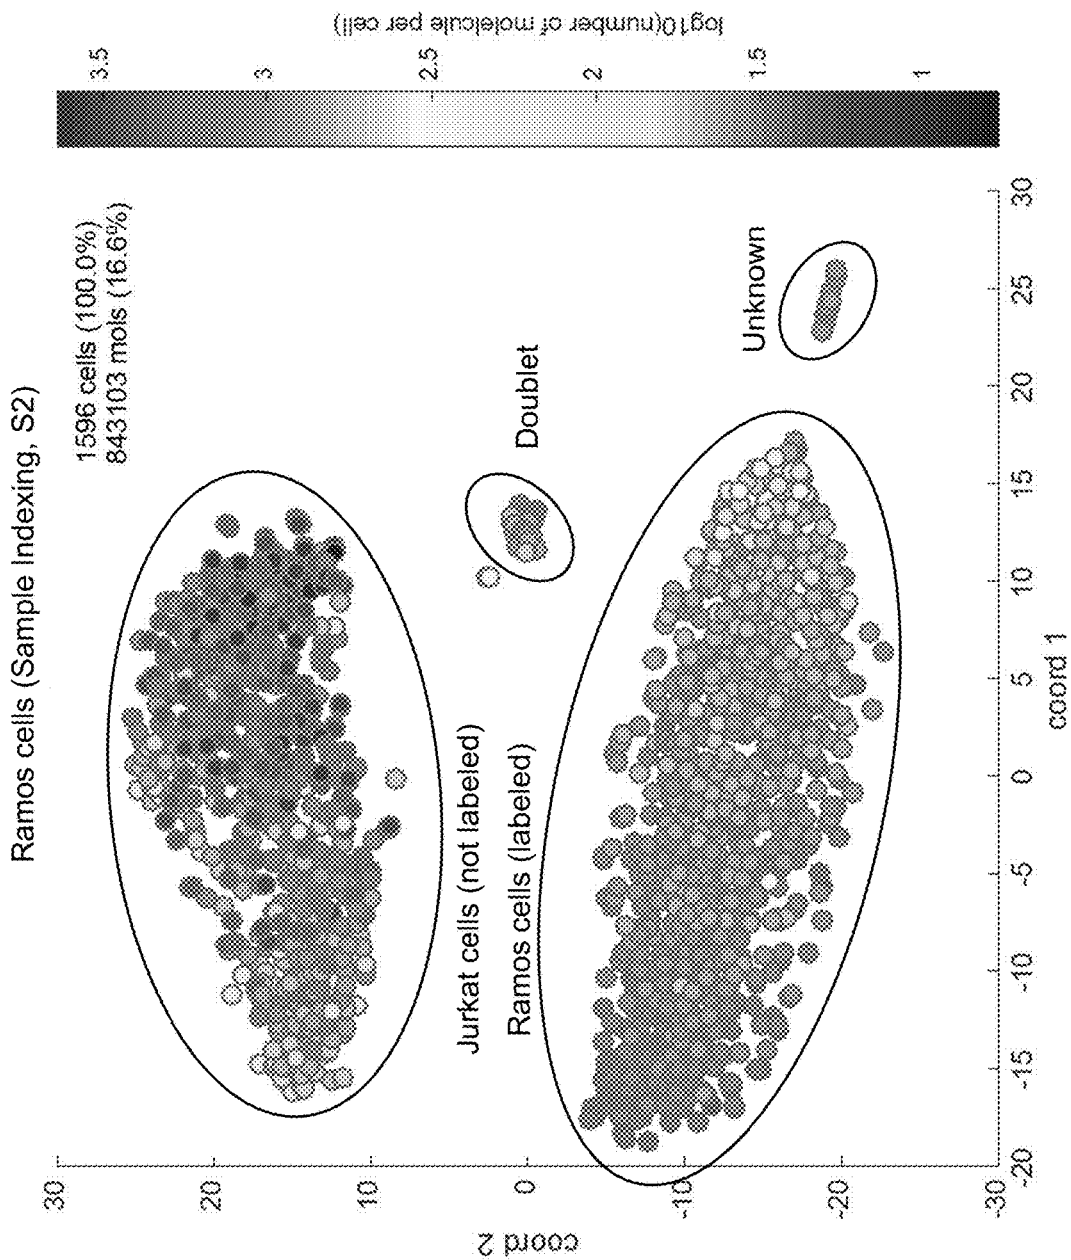 Ramos cells (Sample Indexing, S2)
1596 cells (100.0%)
843103 mols (16.6%)
Jurkat cells (not labeled)
Ramos cells (labeled)
Doublet
Unknown
coord 2
30
20
10
0
-10
-20
-30
-20
-15
-10
-5
0
5
10
15
20
25
30
coord 1
3.5
3
2.5
2
1.5
1
log10(number of molelcule per cell)